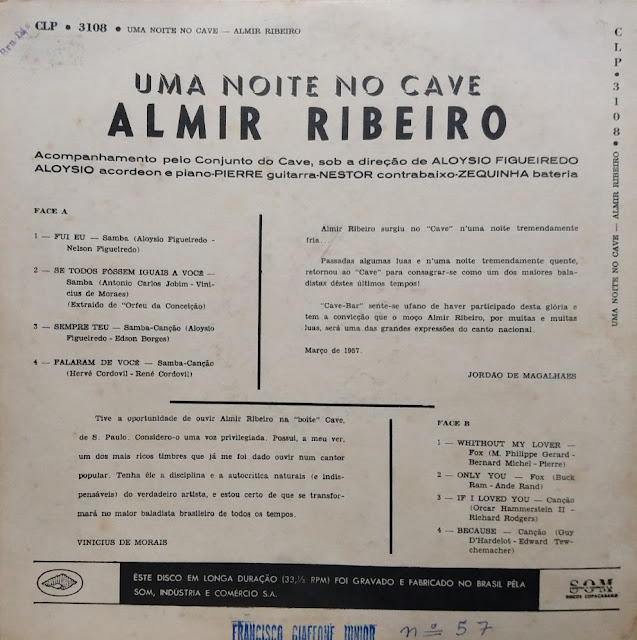 CLP • 3108 • UMA NOITE NO CAVE — ALMIR RIBEIRO
UMA NOITE NO CAVE
ALMIR RIBEIRO
Acompanhamento pelo Conjunto do Cave, sob a direção de ALOYSIO FIGUEIREDO
ALOYSIO acordeon e piano-PIERRE guitarra-NESTOR contrabaixo-ZEQUINHA bateria
FACE A
1 — FUI EU — Samba (Aloysio Figueiredo -
Nelson Figueiredo)
2 — SE TODOS FÔSSEM IGUAIS A VOCÊ —
Samba (Antonio Carlos Jobim - Vini-
cius de Moraes)
(Extraido de "Orfeu da Conceição)
3 — SEMPRE TEU — Samba-Canção (Aloysio
Figueiredo - Edson Borges)
4 — FALARAM DE VOCÊ — Samba-Canção
(Hervé Cordovil - René Cordovil)
Almir Ribeiro surgiu no "Cave" n'uma noite tremendamente
fria...
Passadas algumas luas e n'uma noite tremendamente quente,
retornou ao "Cave" para consagrar-se como um dos maiores bala-
distas dêstes últimos tempos!
"Cave-Bar" sente-se ufano de haver participado desta glória e
tem a convicção que o moço Almir Ribeiro, por muitas e muitas
luas, será uma das grandes expressões do canto nacional.
Março de 1957.
JORDÃO DE MAGALHAES
Tive a oportunidade de ouvir Almir Ribeiro na "boite" Cave,
de S. Paulo. Considero-o uma voz privilegiada. Possui, a meu ver,
um dos mais ricos timbres que já me foi dado ouvir num cantor
popular. Tenha êle a disciplina e a autocrítica naturais (e indis-
pensáveis) do verdadeiro artista, e estou certo de que se transfor-
mará no maior baladista brasileiro de todos os tempos.
VINICIUS DE MORAIS
FACE B
1 — WHITHOUT MY LOVER —
Fox (M. Philippe Gerard -
Bernard Michel - Pierre)
2 — ONLY YOU — Fox (Buck
Ram - Ande Rand)
3 — IF I LOVED YOU — Canção
(Orcar Hammerstein II -
Richard Rodgers)
4 — BECAUSE — Canção (Guy
D'Hardelot - Edward Tew-
chemacher)
ÊSTE DISCO EM LONGA DURAÇÃO (33,⅓ RPM) FOI GRAVADO E FABRICADO NO BRASIL PÊLA
SOM, INDÚSTRIA E COMÉRCIO S.A.
SOM
DISCOS COPACABANA
FRANCISCO GIAFFONE JUNIOR nº 57
CLP • 3108 • UMA NOITE NO CAVE — ALMIR RIBEIRO